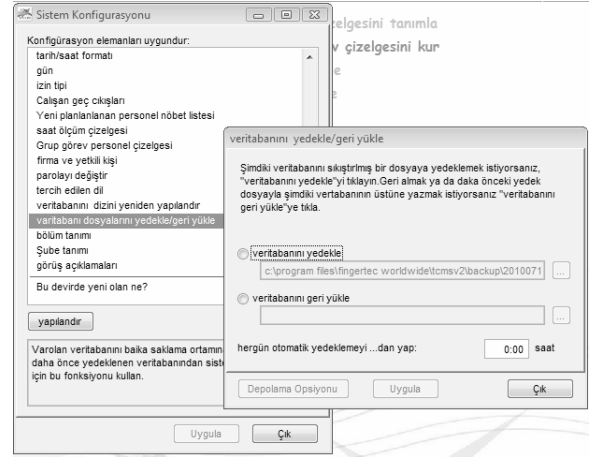 Sistem Konfigurasyonu
Konfigürasyon elemanları uygundur:
tarih/saat formatı
gün
izin tipi
Calışan geç cıkışları
Yeni planlanlanan personel nöbet listesi
saat ölçüm çizelgesi
Grup görev personel çizelgesi
firma ve yetkili kişi
parolayı değiştir
tercih edilen dil
veritabanını dizini yeniden yapılandır
varitabanı dosyalarını yedekle/geri yükle
bölüm tanımı
Şube tanımı
görüş açıklamaları
Bu devirde yeni olan ne?
yapılandır
Varolan veritabanını baika saklama ortamın
daha önce yedeklenen veritabanından siste
için bu fonksiyonu kullan.
Uygula Çık
elgesini tanımla
v çizelgesini kur
e
veritabanını yedekle/geri yükle
Şimdiki veritabanını sıkıştırlmış bir dosyaya yedeklemek istiyorsanız,
"veritabanını yedekle"yi tıklayın.Geri almak ya da daha önceki yedek
dosyayla şimdiki vertabanının üstüne yazmak istiyorsanız "veritabanını
geri yükle"ye tıkla.
veritabanını yedekle
c:\program files\fingertec worldwide\tcmsv2\backup\2010071 ...
veritabanını geri yükle
...
hergün otomatik yedeklemeyi ...dan yap: 0:00 saat
Depolama Opsiyonu Uygula Çık